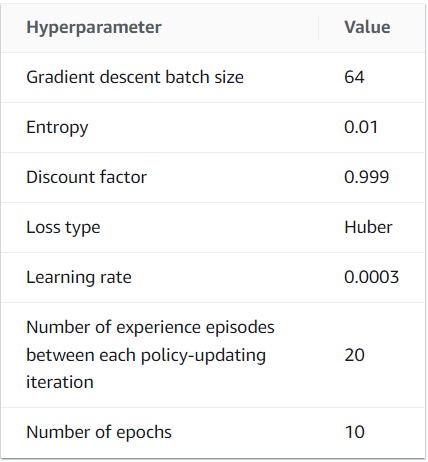 Hyperparameter Value
Gradient descent batch size 64
Entropy 0.01
Discount factor 0.999
Loss type Huber
Learning rate 0.0003
Number of experience episodes
between each policy-updating 20
iteration
Number of epochs 10